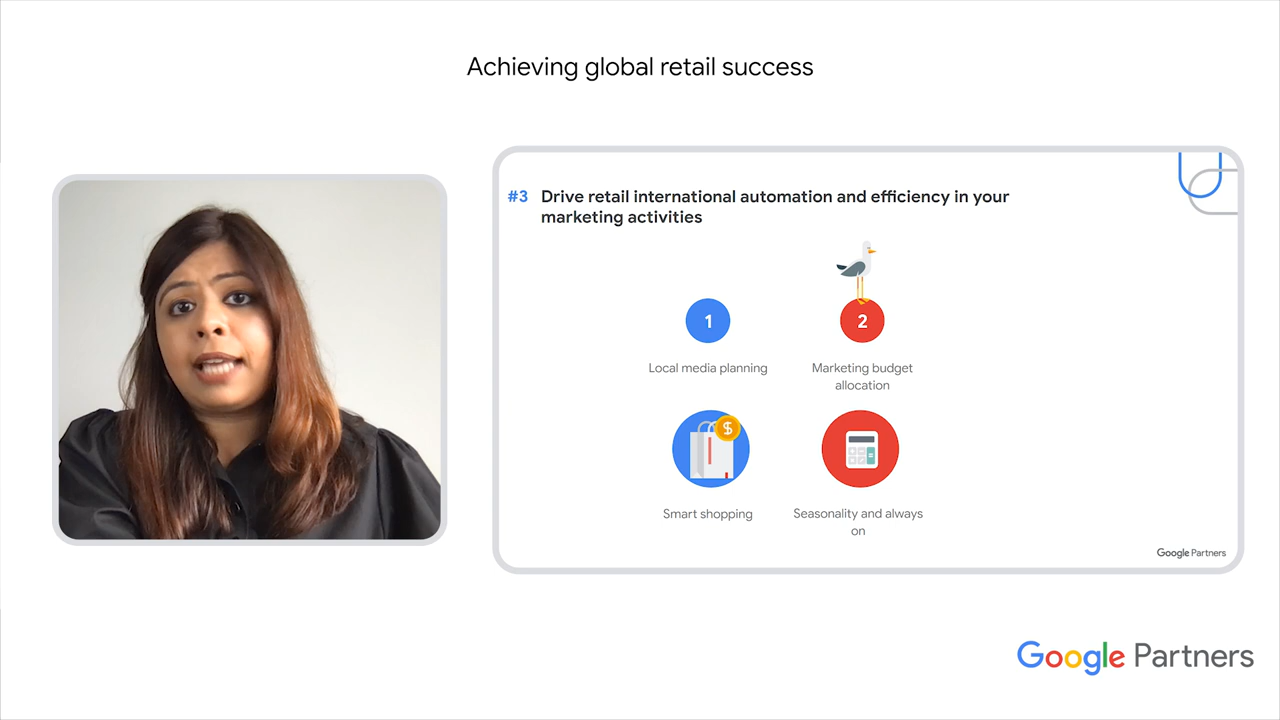 Achieving global retail success
#3 Drive retail international automation and efficiency in your
marketing activities
1
2
Local media planning
Marketing budget
allocation
$
Smart shopping
Seasonality and always
on
Google Partners
Google Partners